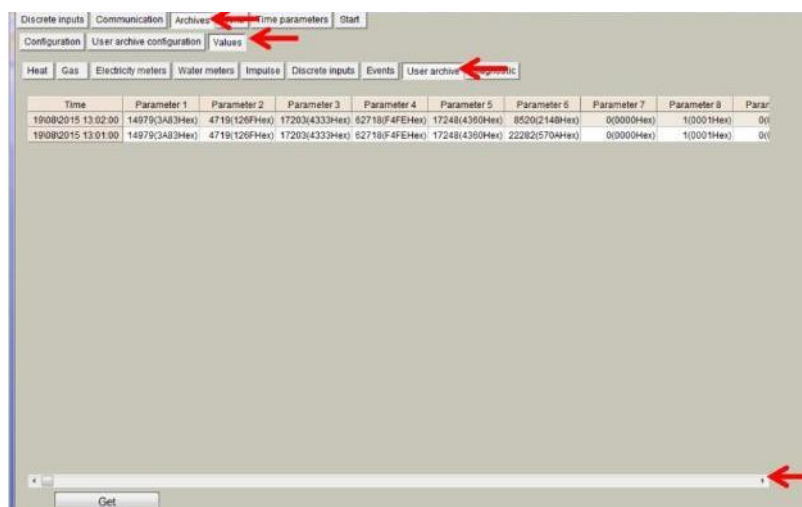 Discrete inputs Communication Archives Time parameters Start
Configuration User archive configuration Values
Heat Gas Electricity meters Water meters Impulse Discrete inputs Events User archive
Time Parameter 1 Parameter 2 Parameter 3 Parameter 4 Parameter 5 Parameter 6 Parameter 7 Parameter 8 Paran
19\08\2015 13:02:00 14979(3A83Hex) 4719(126FHex) 17203(4333Hex) 62718(F4FEHex) 17248(4360Hex) 8520(2148Hex) 0(0000Hex) 1(0001Hex) 0(
19\08\2015 13:01:00 14979(3A83Hex) 4719(126FHex) 17203(4333Hex) 62718(F4FEHex) 17248(4360Hex) 22282(570AHex) 0(0000Hex) 1(0001Hex) 0(
Get